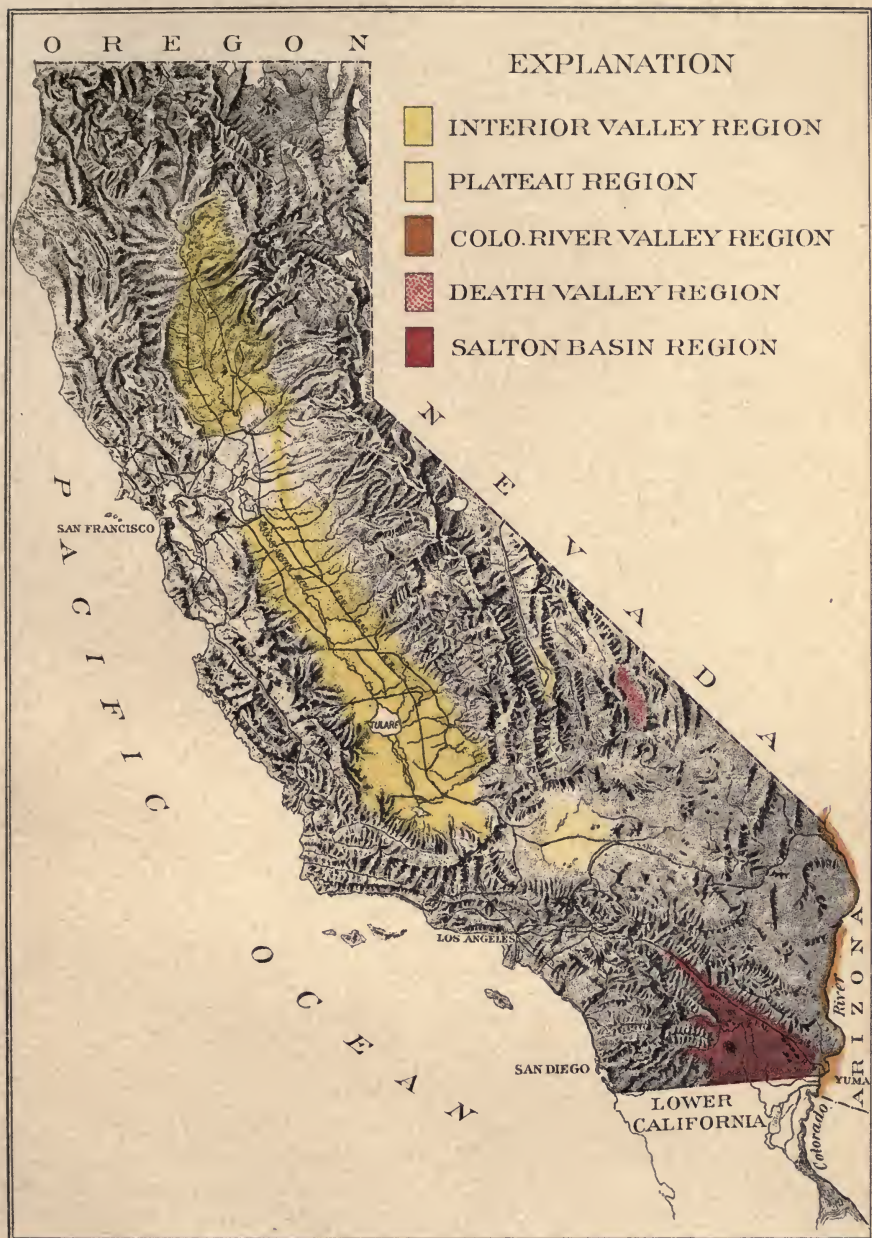 OREGON
EXPLANATION
INTERIOR VALLEY REGION
PLATEAU REGION
COLO. RIVER VALLEY REGION
DEATH VALLEY REGION
SALTON BASIN REGION
NEVADA
PACIFIC
OCEAN
SAN FRANCISCO
TULARE
LOS ANGELES
SAN DIEGO
LOWER
CALIFORNIA
Colorado
River
ARIZONA
YUMA